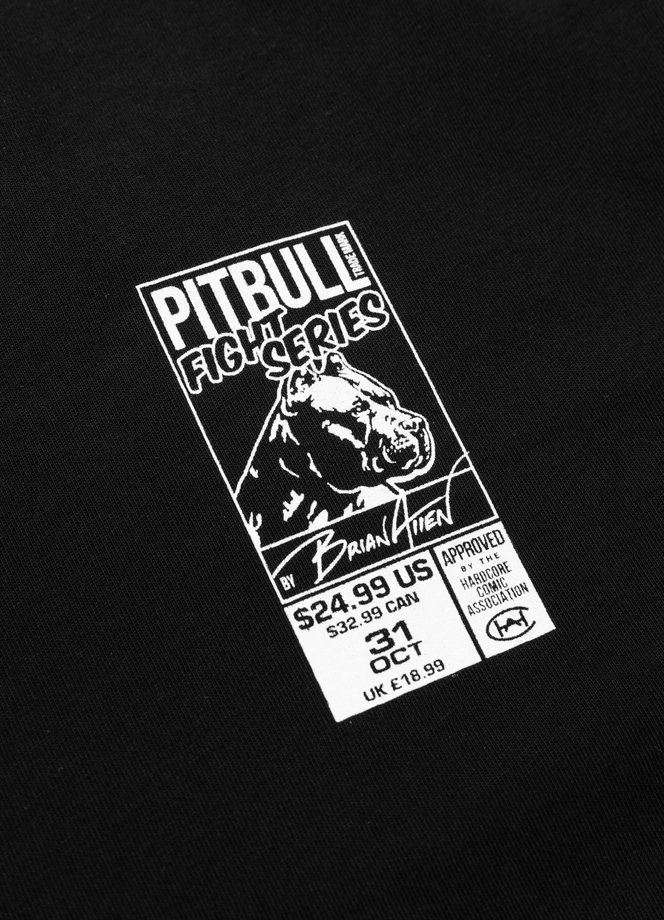 PITBULL
TRADE MARK
FIGHT
SERIES
BY BRIAN Allen
$24.99 US
$32.99 CAN
31
OCT
UK £18.99
APPROVED
BY THE
HARDCORE
COMIC
ASSOCIATION